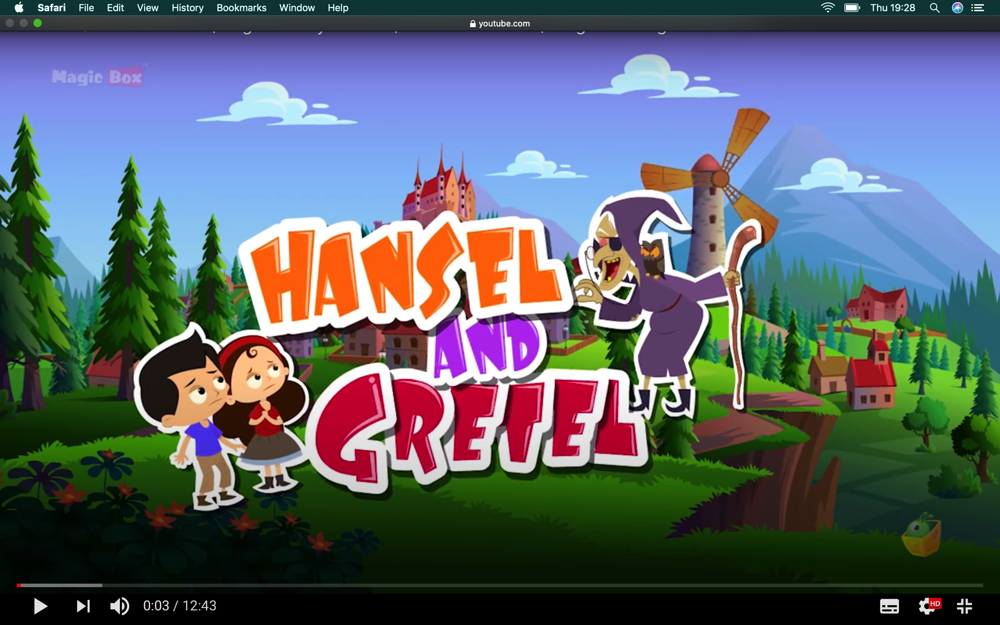 Safari File Edit View History Bookmarks Window Help Thu 19:28
youtube.com
Magic Box™
HANSEL
AND
GRETEL
0:03 / 12:43
HD